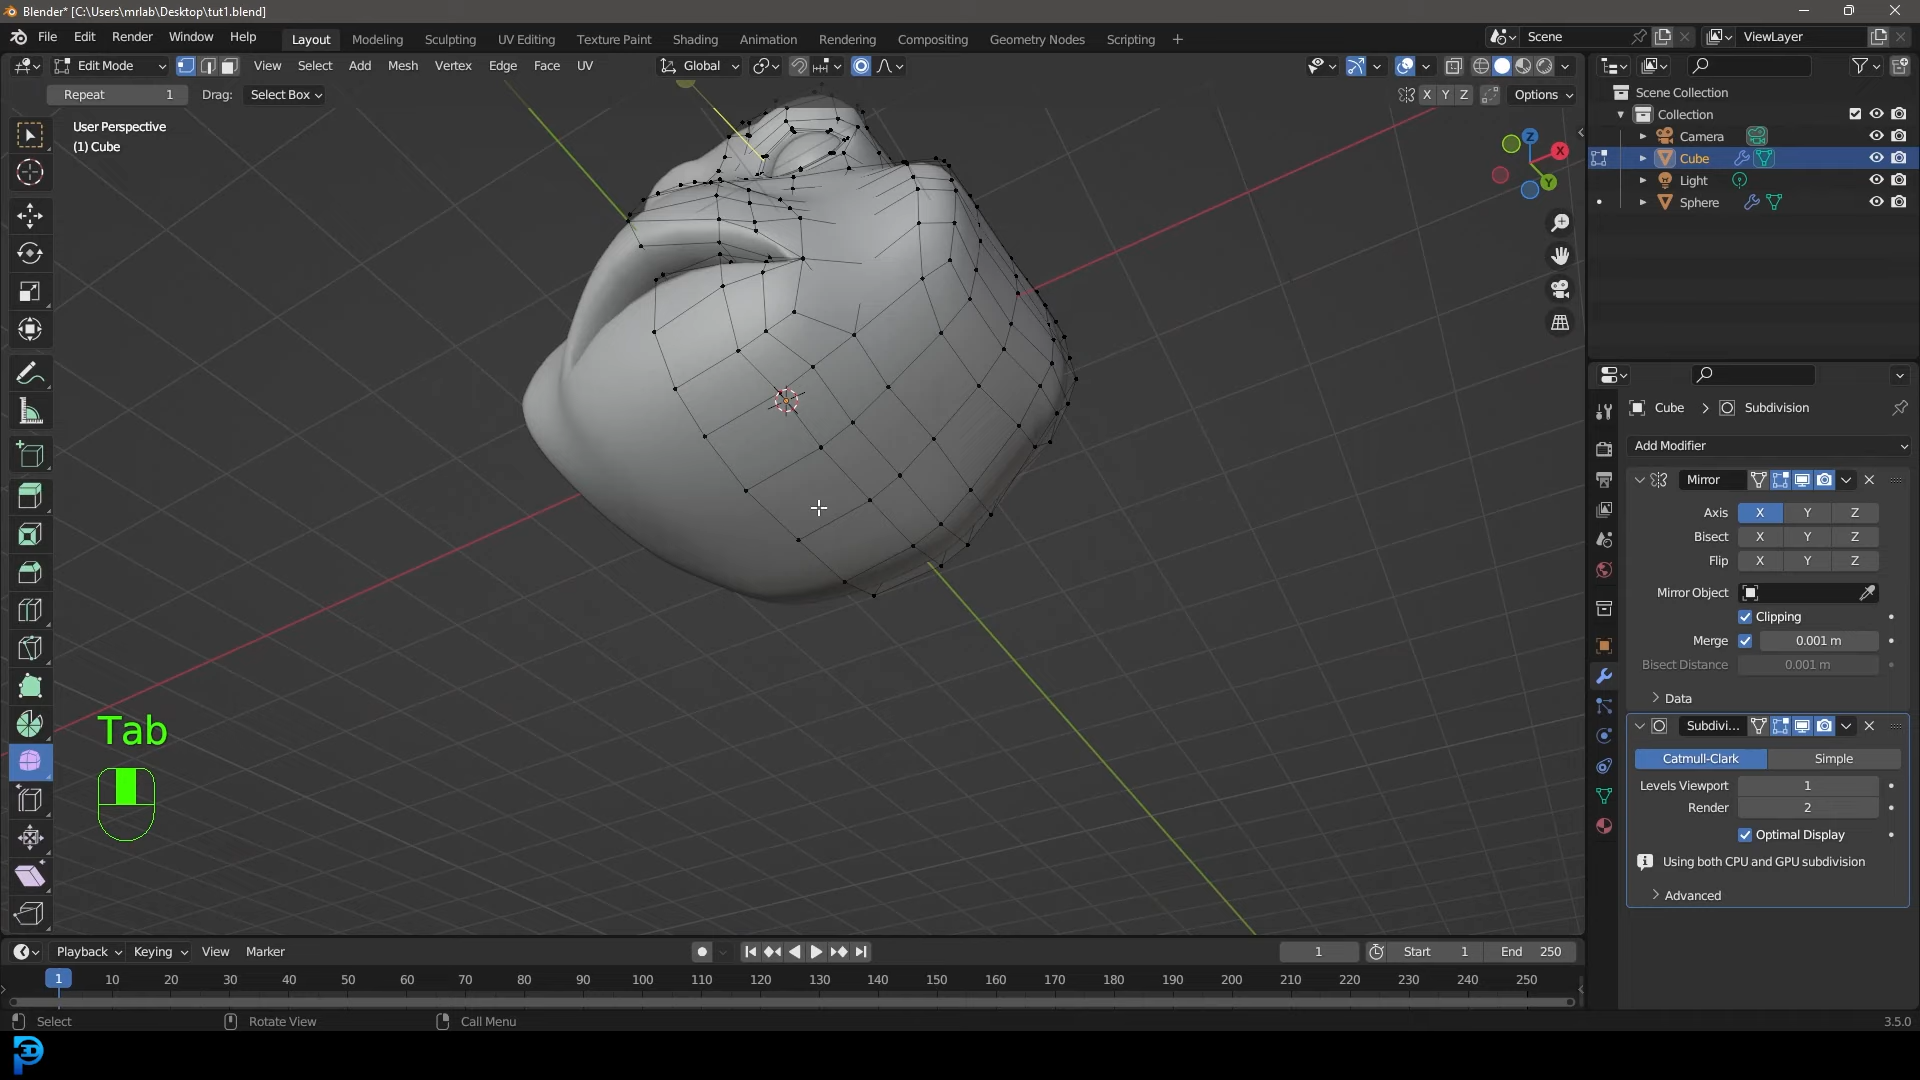 Blender* [C:\Users\mrlab\Desktop\tut1.blend]
File Edit Render Window Help Layout Modeling Sculpting UV Editing Texture Paint Shading Animation Rendering Compositing Geometry Nodes Scripting + Scene ViewLayer
Edit Mode View Select Add Mesh Vertex Edge Face UV Global
Repeat 1 Drag: Select Box X Y Z Options
User Perspective
(1) Cube
Z
X
Y
Tab
Scene Collection
Collection
Camera
Cube
Light
Sphere
Cube > Subdivision
Add Modifier
Mirror
Axis X Y Z
Bisect X Y Z
Flip X Y Z
Mirror Object
Clipping
Merge 0.001 m
Bisect Distance 0.001 m
Data
Subdivi...
Catmull-Clark Simple
Levels Viewport 1
Render 2
Optimal Display
Using both CPU and GPU subdivision
Advanced
Playback Keying View Marker 1 Start 1 End 250
1 10 20 30 40 50 60 70 80 90 100 110 120 130 140 150 160 170 180 190 200 210 220 230 240 250
Select Rotate View Call Menu 3.5.0